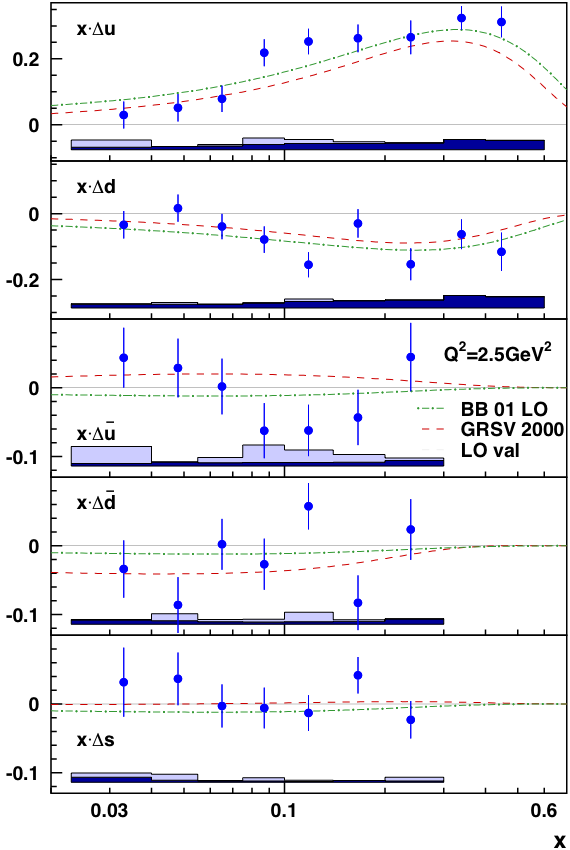 x·Δu
0.2
0
x·Δd
0
-0.2
Q²=2.5GeV²
0
BB 01 LO
GRSV 2000
LO val
x·Δū
-0.1
x·Δd̄
0
-0.1
0
x·Δs
-0.1
0.03 0.1 0.6
x